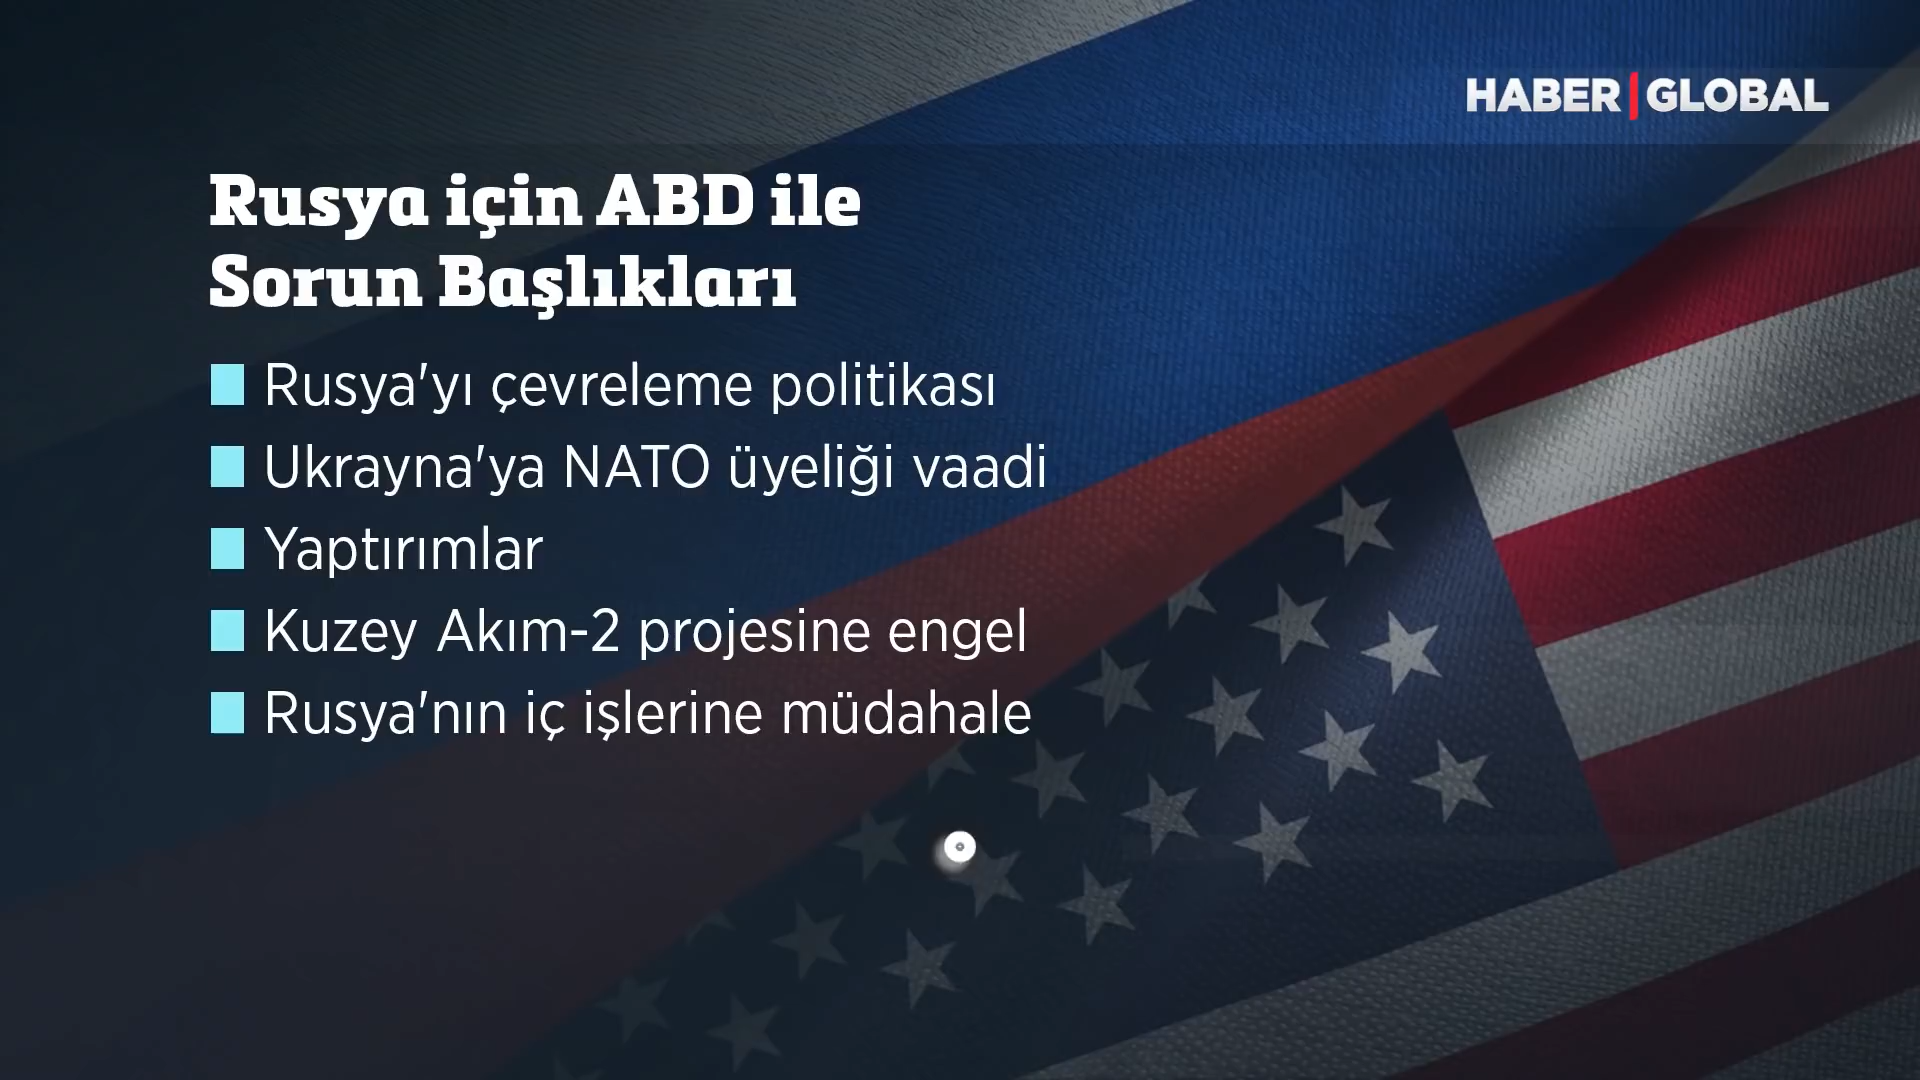 HABER GLOBAL
Rusya için ABD ile
Sorun Başlıkları
Rusya'yı çevreleme politikası
Ukrayna'ya NATO üyeliği vaadi
Yaptırımlar
Kuzey Akım-2 projesine engel
Rusya'nın iç işlerine müdahale